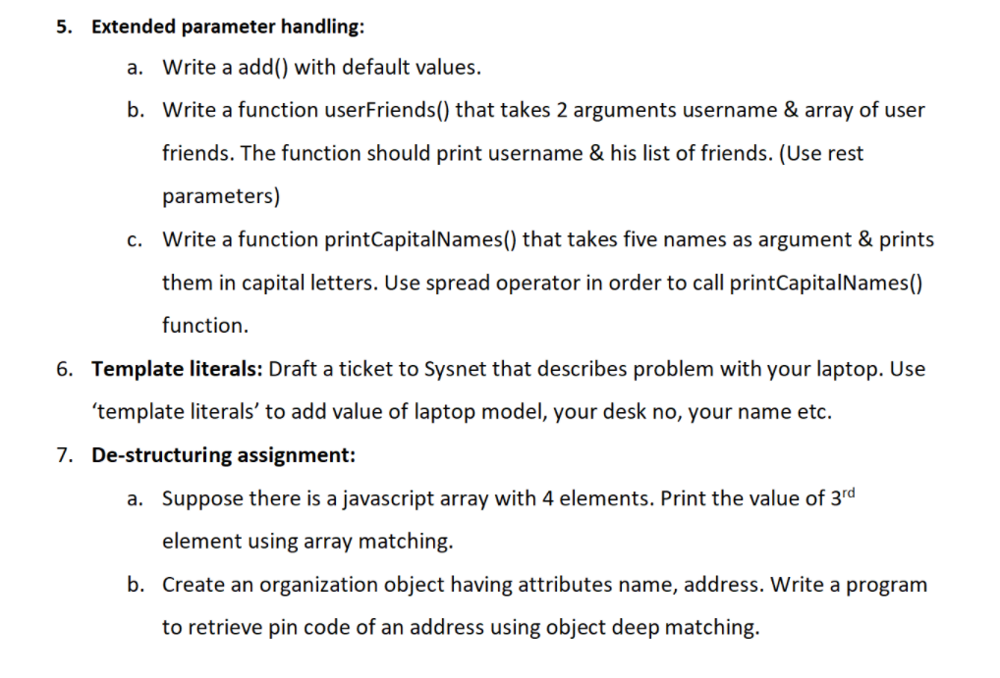 5. Extended parameter handling:
a. Write a add() with default values.
b. Write a function userFriends() that takes 2 arguments username & array of user
friends. The function should print username & his list of friends. (Use rest
parameters)
c. Write a function printCapitalNames() that takes five names as argument & prints
them in capital letters. Use spread operator in order to call printCapitalNames()
function.
6. Template literals: Draft a ticket to Sysnet that describes problem with your laptop. Use
‘template literals’ to add value of laptop model, your desk no, your name etc.
7. De-structuring assignment:
a. Suppose there is a javascript array with 4 elements. Print the value of 3rd
element using array matching.
b. Create an organization object having attributes name, address. Write a program
to retrieve pin code of an address using object deep matching.